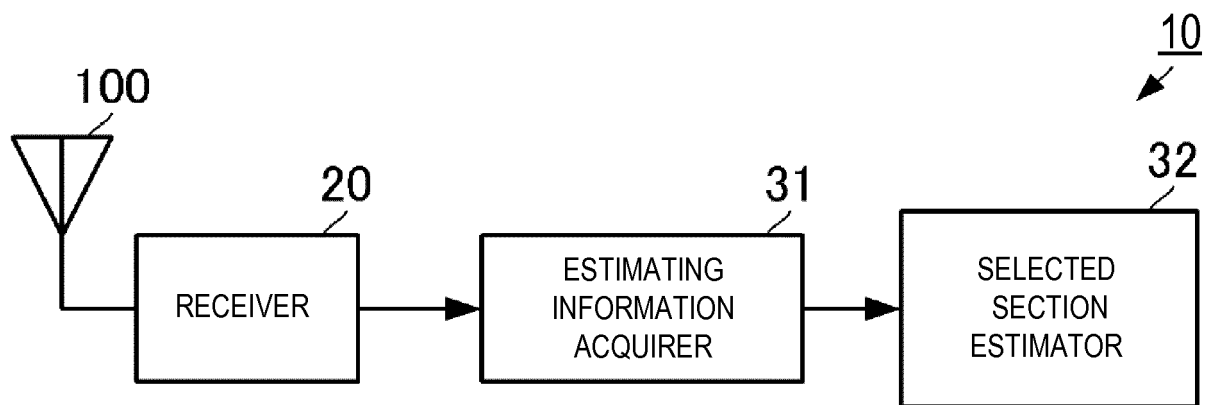 10
100
20
31
32
RECEIVER
ESTIMATING
INFORMATION
ACQUIRER
SELECTED
SECTION
ESTIMATOR